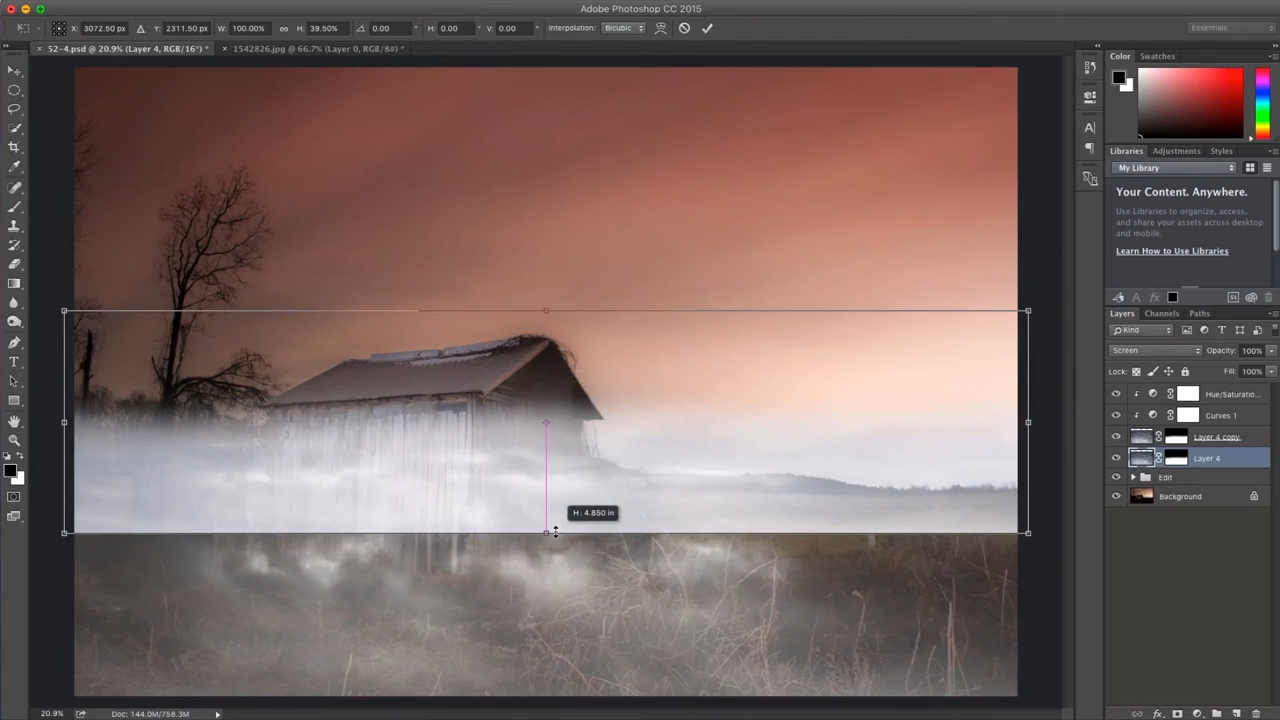 Adobe Photoshop CC 2015
X: 3072.50 px Y: 2311.50 px W: 100.00% H: 39.50% 0.00 ° H: 0.00 ° V: 0.00 ° Interpolation: Bicubic Essentials
× 52-4.psd @ 20.9% (Layer 4, RGB/16*) * × 1542826.jpg @ 66.7% (Layer 0, RGB/8#) *
Color Swatches
Libraries Adjustments Styles
My Library
Your Content. Anywhere.
Use Libraries to organize, access,
and share your assets across desktop
and mobile.
Learn How to Use Libraries
Layers Channels Paths
Kind
Screen Opacity: 100%
Lock: Fill: 100%
Hue/Saturatio...
Curves 1
Layer 4 copy
Layer 4
Edit
Background
H: 4.850 in
20.9% Doc: 144.0M/758.3M